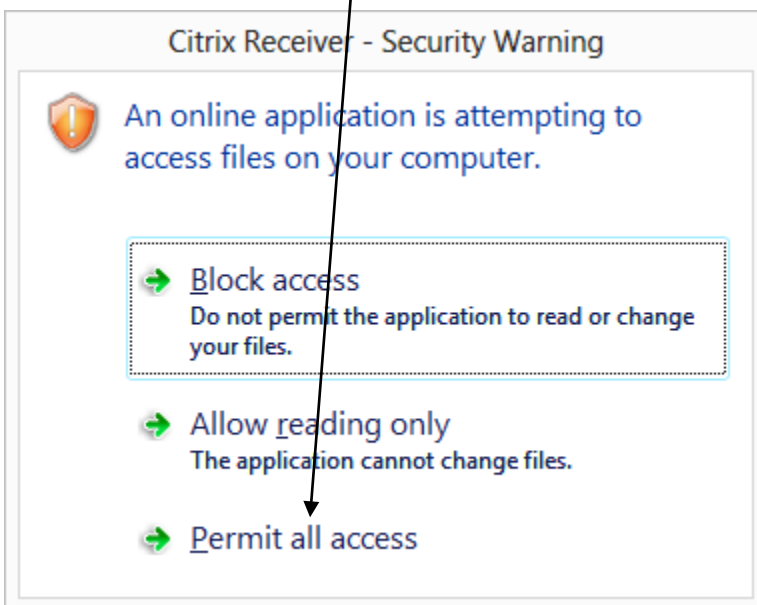 Citrix Receiver - Security Warning
An online application is attempting to
access files on your computer.
Block access
Do not permit the application to read or change
your files.
Allow reading only
The application cannot change files.
Permit all access